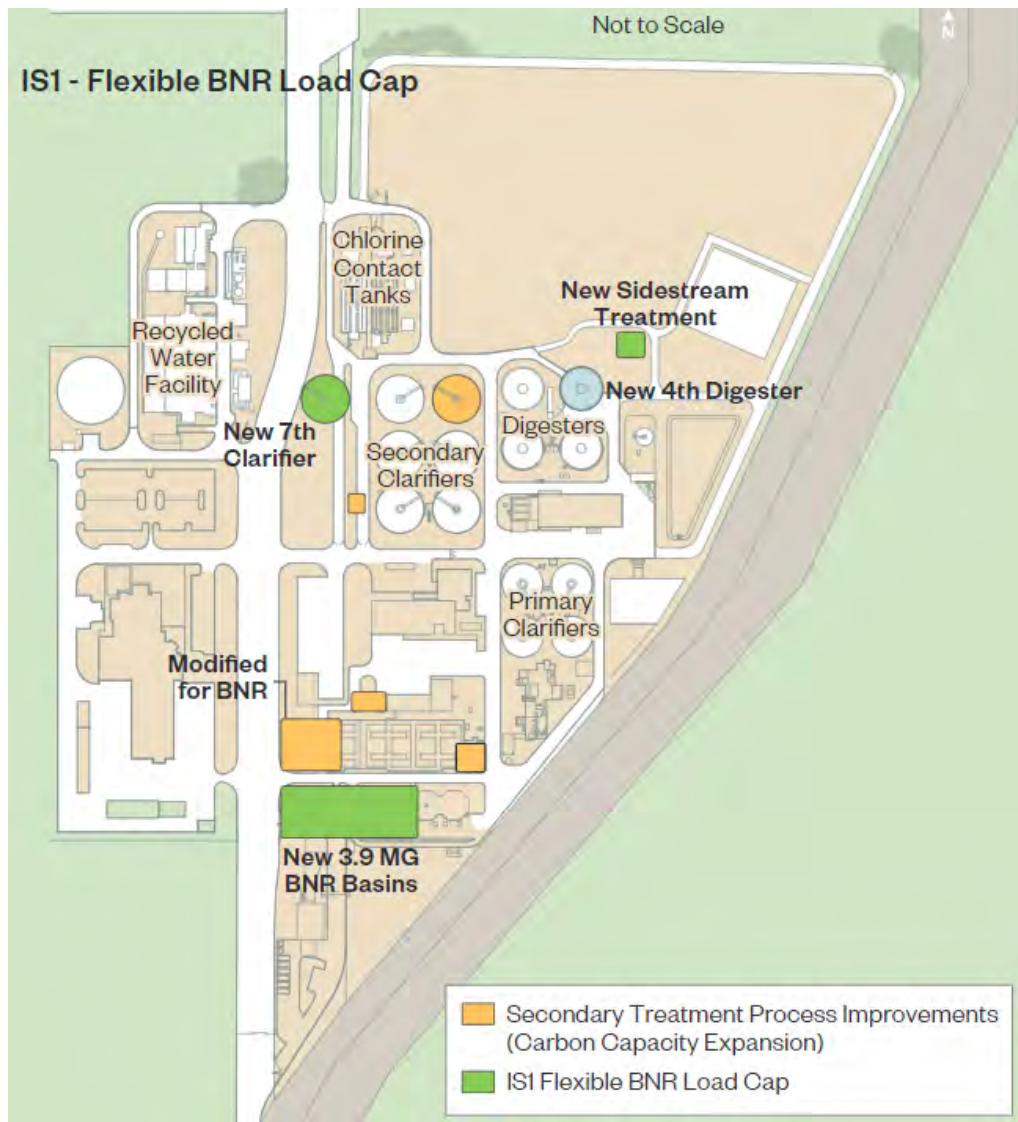 Not to Scale
N
IS1 - Flexible BNR Load Cap
Chlorine
Contact
Tanks
New Sidestream
Treatment
Recycled
Water
Facility
New 4th Digester
Digesters
New 7th
Clarifier
Secondary
Clarifiers
Primary
Clarifiers
Modified
for BNR
New 3.9 MG
BNR Basins
Secondary Treatment Process Improvements
(Carbon Capacity Expansion)
IS1 Flexible BNR Load Cap